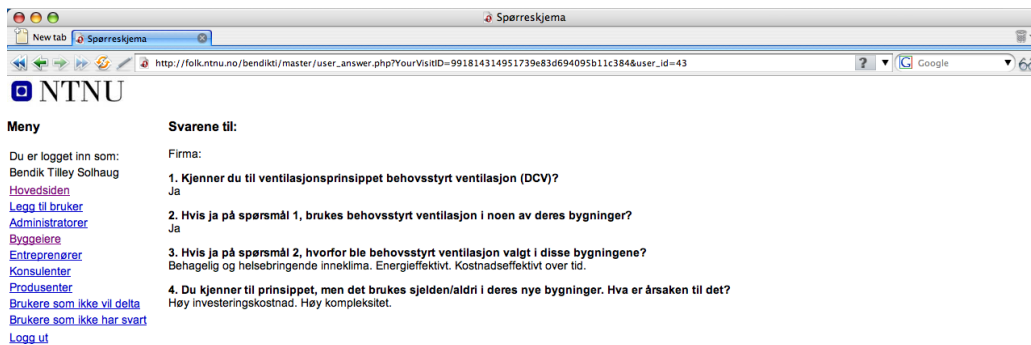 Spørreskjema
New tab
Spørreskjema
http://folk.ntnu.no/bendikti/master/user_answer.php?YourVisitID=991814314951739e83d694095b11c384&user_id=43
?
G Google
NTNU
Meny
Du er logget inn som:
Bendik Tilley Solhaug
Hovedsiden
Legg til bruker
Administratorer
Byggeiere
Entreprenører
Konsulenter
Produsenter
Brukere som ikke vil delta
Brukere som ikke har svart
Logg ut
Svarene til:
Firma:
1. Kjenner du til ventilasjonsprinsippet behovsstyrt ventilasjon (DCV)?
Ja
2. Hvis ja på spørsmål 1, brukes behovsstyrt ventilasjon i noen av deres bygninger?
Ja
3. Hvis ja på spørsmål 2, hvorfor ble behovsstyrt ventilasjon valgt i disse bygningene?
Behagelig og helsebringende inneklima. Energieffektivt. Kostnadseffektivt over tid.
4. Du kjenner til prinsippet, men det brukes sjelden/aldri i deres nye bygninger. Hva er årsaken til det?
Høy investeringskostnad. Høy kompleksitet.